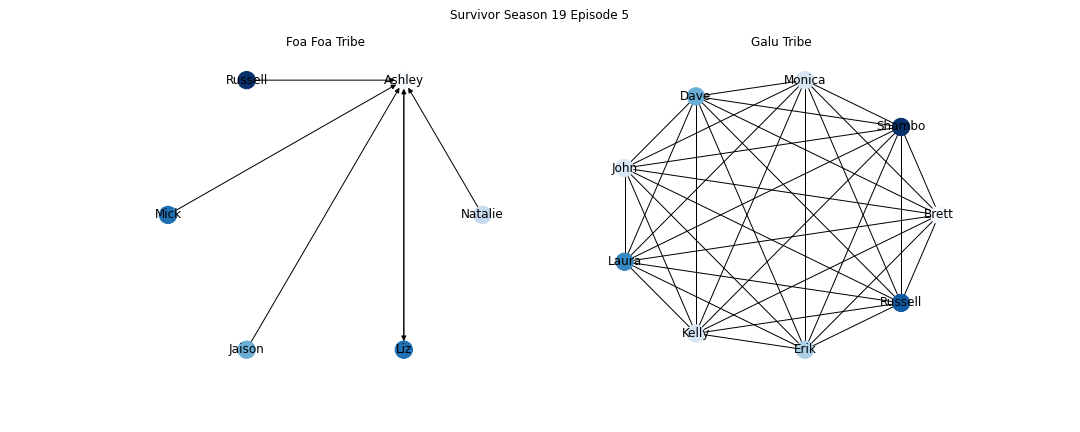 Survivor Season 19 Episode 5
Foa Foa Tribe
Galu Tribe
Russell
Ashley
Mick
Natalie
Jaison
Liz
Monica
Dave
Shambo
John
Brett
Laura
Russell
Kelly
Erik